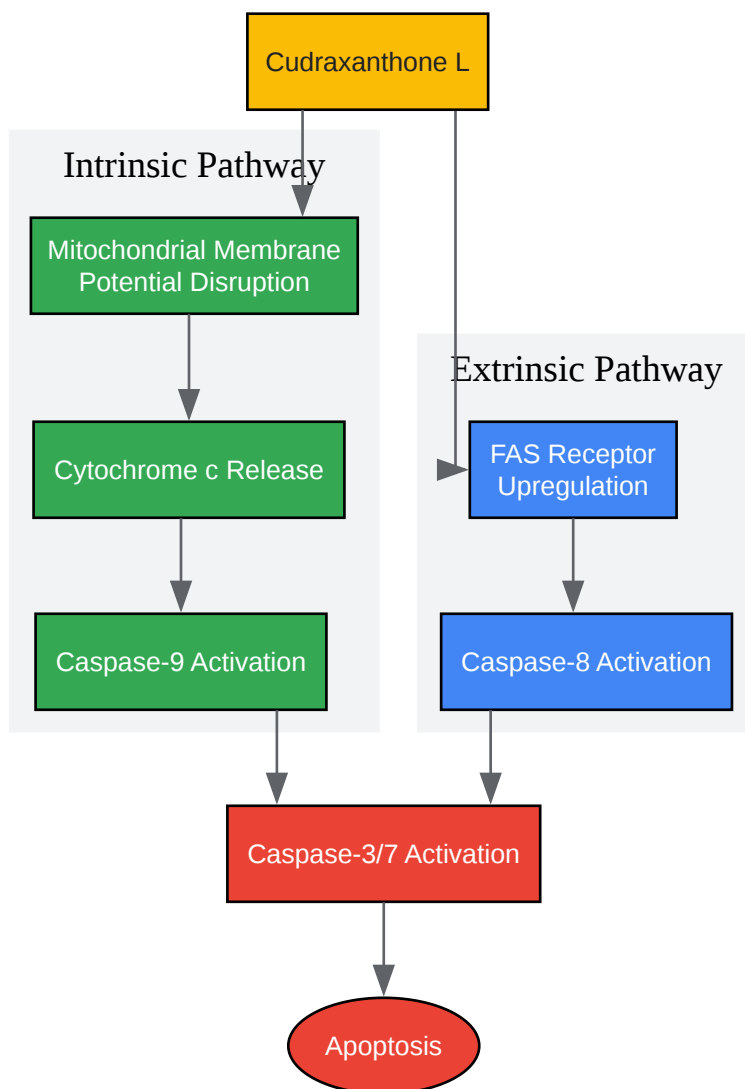 Cudraxanthone L
Intrinsic Pathway
Mitochondrial Membrane
Potential Disruption
Cytochrome c Release
Caspase-9 Activation
Extrinsic Pathway
FAS Receptor
Upregulation
Caspase-8 Activation
Caspase-3/7 Activation
Apoptosis